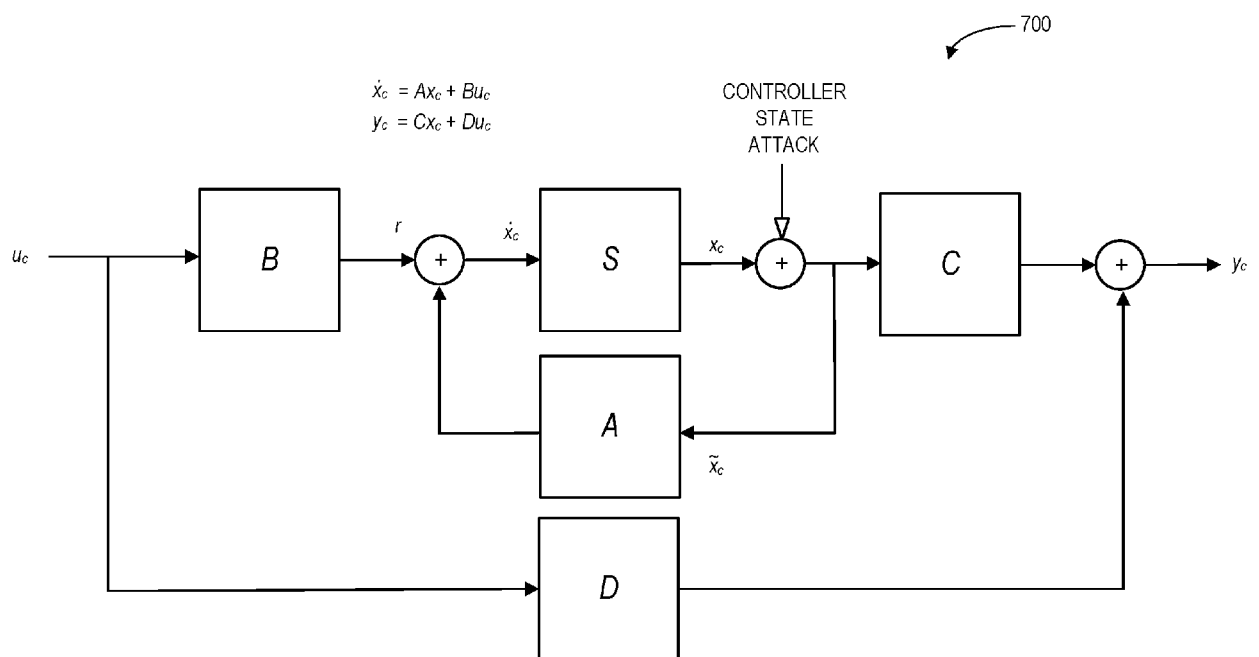 700
ẋc = Axc + Buc
yc = Cxc + Duc
CONTROLLER
STATE
ATTACK
uc
B
r
+
ẋc
S
xc
+
C
+
yc
A
x̃c
D